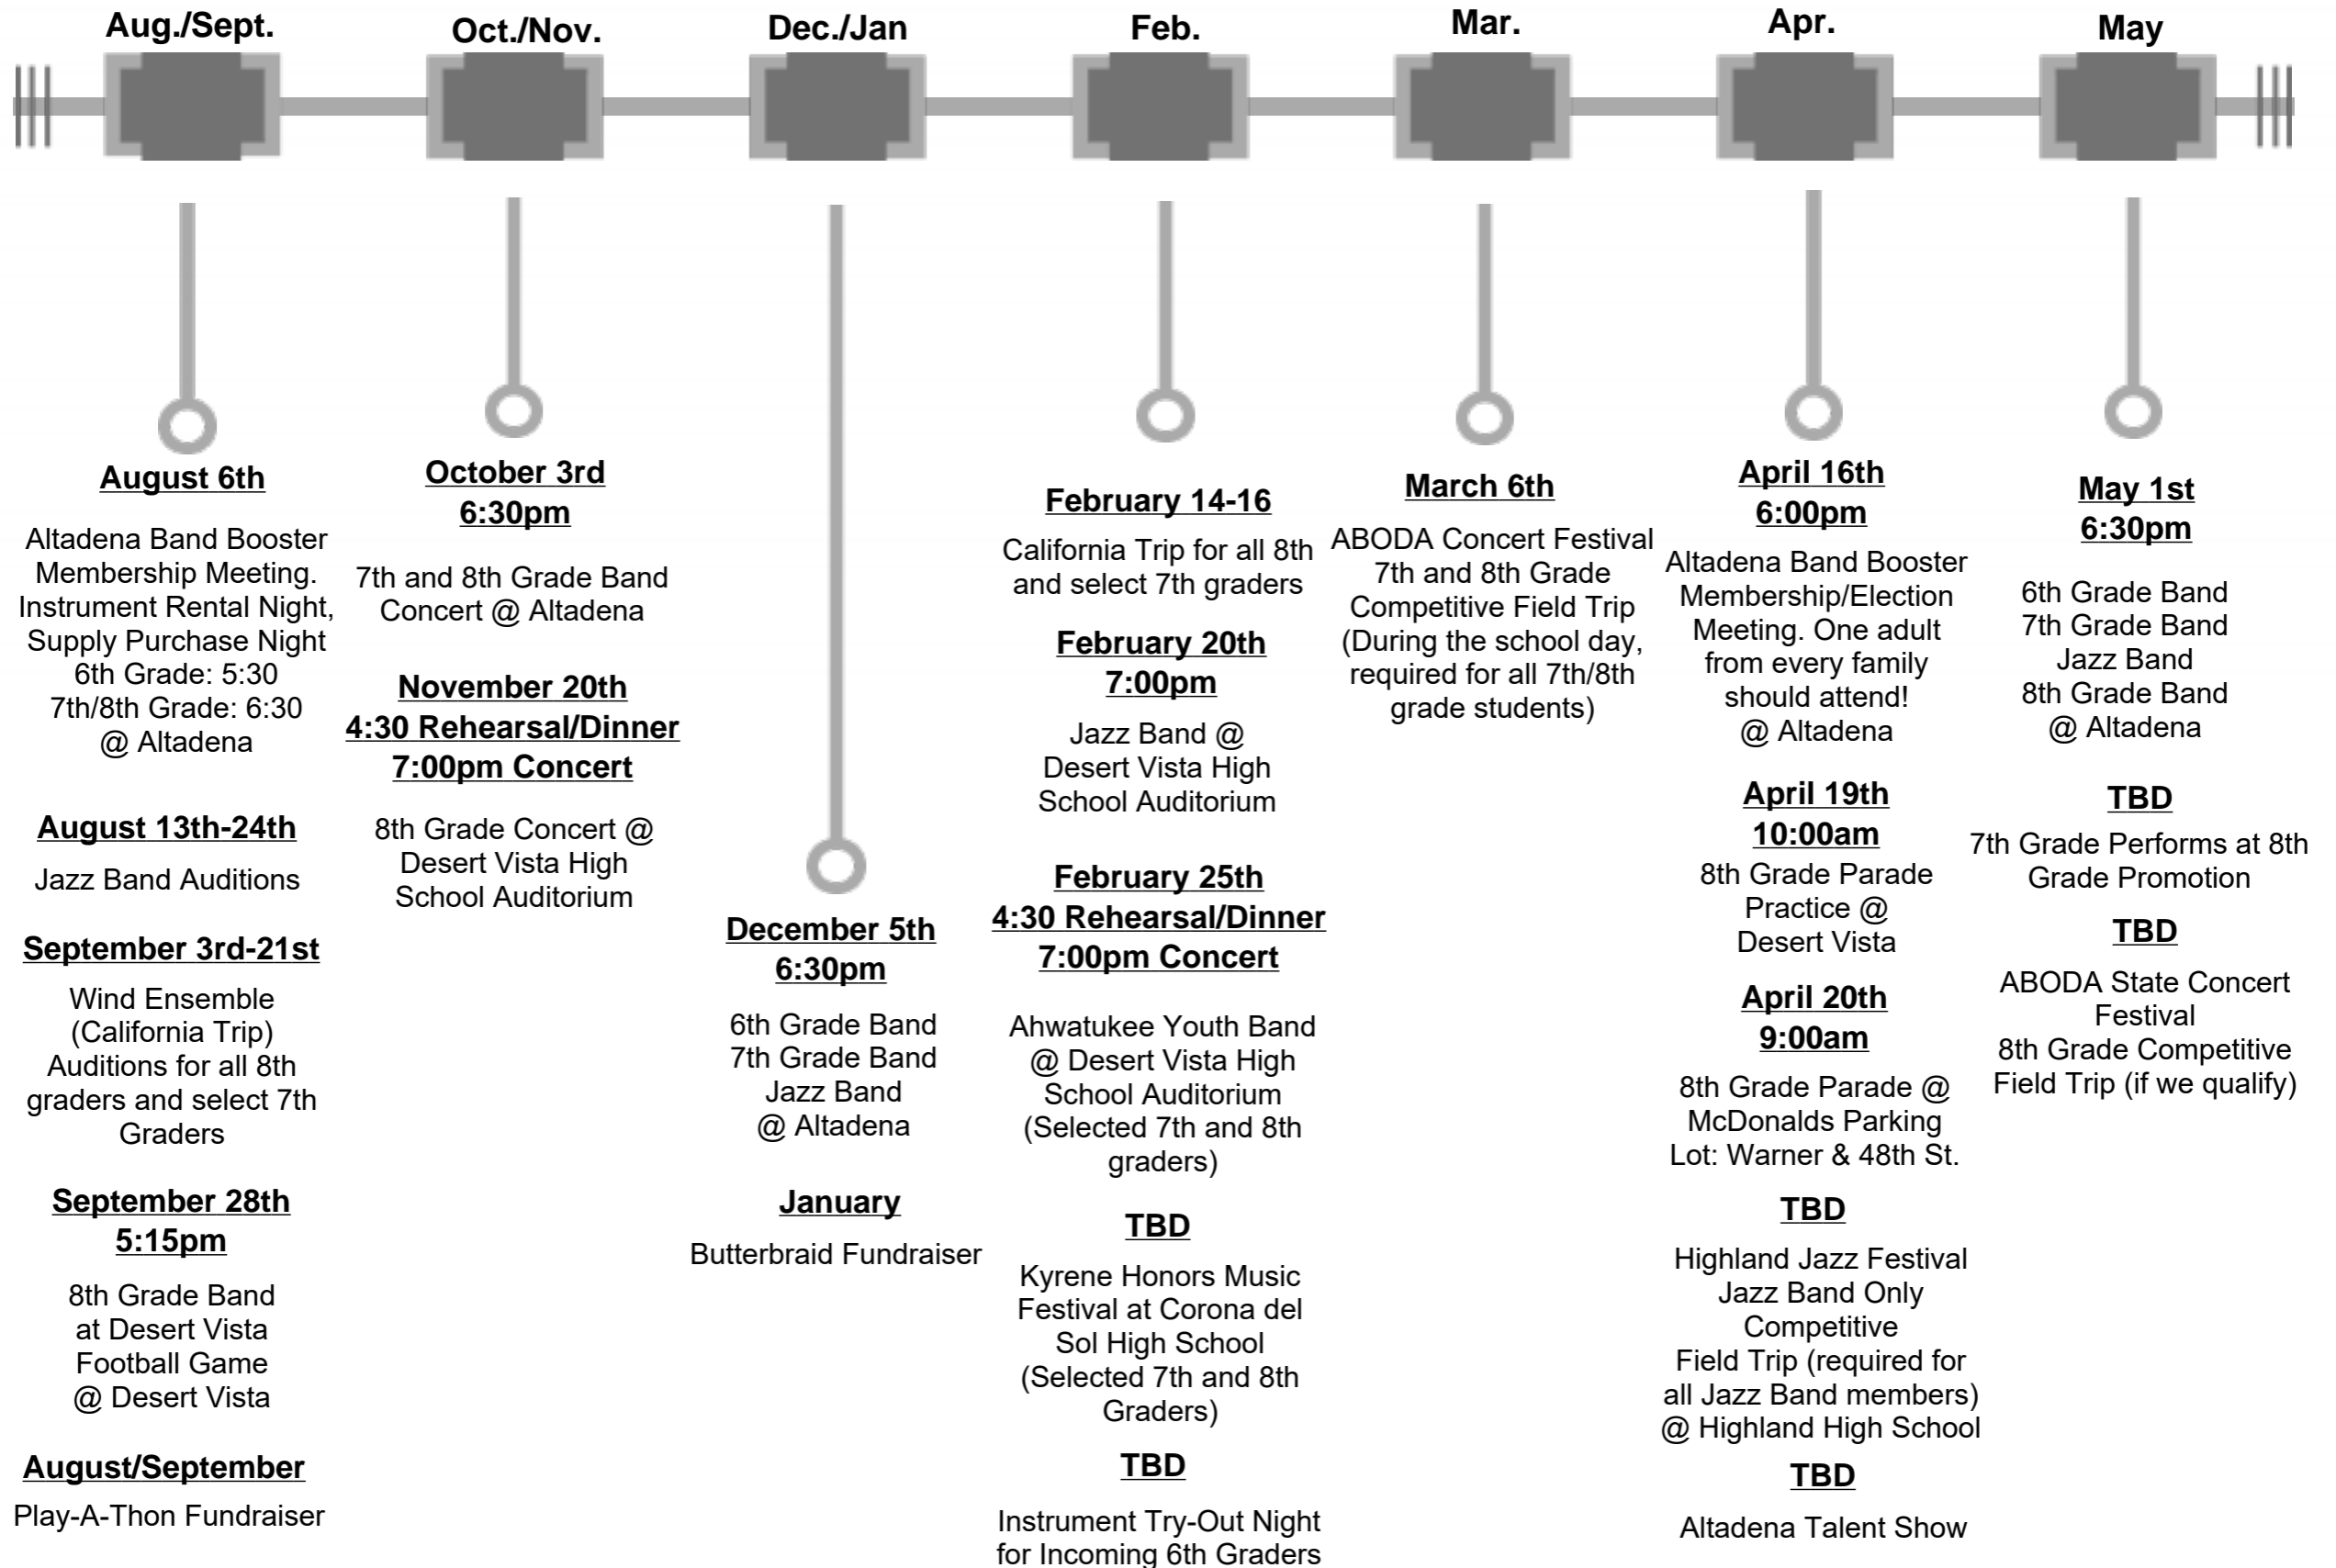 Aug./Sept.
Oct./Nov.
Dec./Jan
Feb.
Mar.
Apr.
May
August 6th
Altadena Band Booster
Membership Meeting.
Instrument Rental Night,
Supply Purchase Night
6th Grade: 5:30
7th/8th Grade: 6:30
@ Altadena
August 13th-24th
Jazz Band Auditions
September 3rd-21st
Wind Ensemble
(California Trip)
Auditions for all 8th
graders and select 7th
Graders
September 28th
5:15pm
8th Grade Band
at Desert Vista
Football Game
@ Desert Vista
August/September
Play-A-Thon Fundraiser
October 3rd
6:30pm
7th and 8th Grade Band
Concert @ Altadena
November 20th
4:30 Rehearsal/Dinner
7:00pm Concert
8th Grade Concert @
Desert Vista High
School Auditorium
December 5th
6:30pm
6th Grade Band
7th Grade Band
Jazz Band
@ Altadena
January
Butterbraid Fundraiser
February 14-16
California Trip for all 8th
and select 7th graders
February 20th
7:00pm
Jazz Band @
Desert Vista High
School Auditorium
February 25th
4:30 Rehearsal/Dinner
7:00pm Concert
Ahwatukee Youth Band
@ Desert Vista High
School Auditorium
(Selected 7th and 8th
graders)
TBD
Kyrene Honors Music
Festival at Corona del
Sol High School
(Selected 7th and 8th
Graders)
TBD
Instrument Try-Out Night
for Incoming 6th Graders
March 6th
ABODA Concert Festival
7th and 8th Grade
Competitive Field Trip
(During the school day,
required for all 7th/8th
grade students)
April 16th
6:00pm
Altadena Band Booster
Membership/Election
Meeting. One adult
from every family
should attend!
@ Altadena
April 19th
10:00am
8th Grade Parade
Practice @
Desert Vista
April 20th
9:00am
8th Grade Parade @
McDonalds Parking
Lot: Warner & 48th St.
TBD
Highland Jazz Festival
Jazz Band Only
Competitive
Field Trip (required for
all Jazz Band members)
@ Highland High School
TBD
Altadena Talent Show
May 1st
6:30pm
6th Grade Band
7th Grade Band
Jazz Band
8th Grade Band
@ Altadena
TBD
7th Grade Performs at 8th
Grade Promotion
TBD
ABODA State Concert
Festival
8th Grade Competitive
Field Trip (if we qualify)